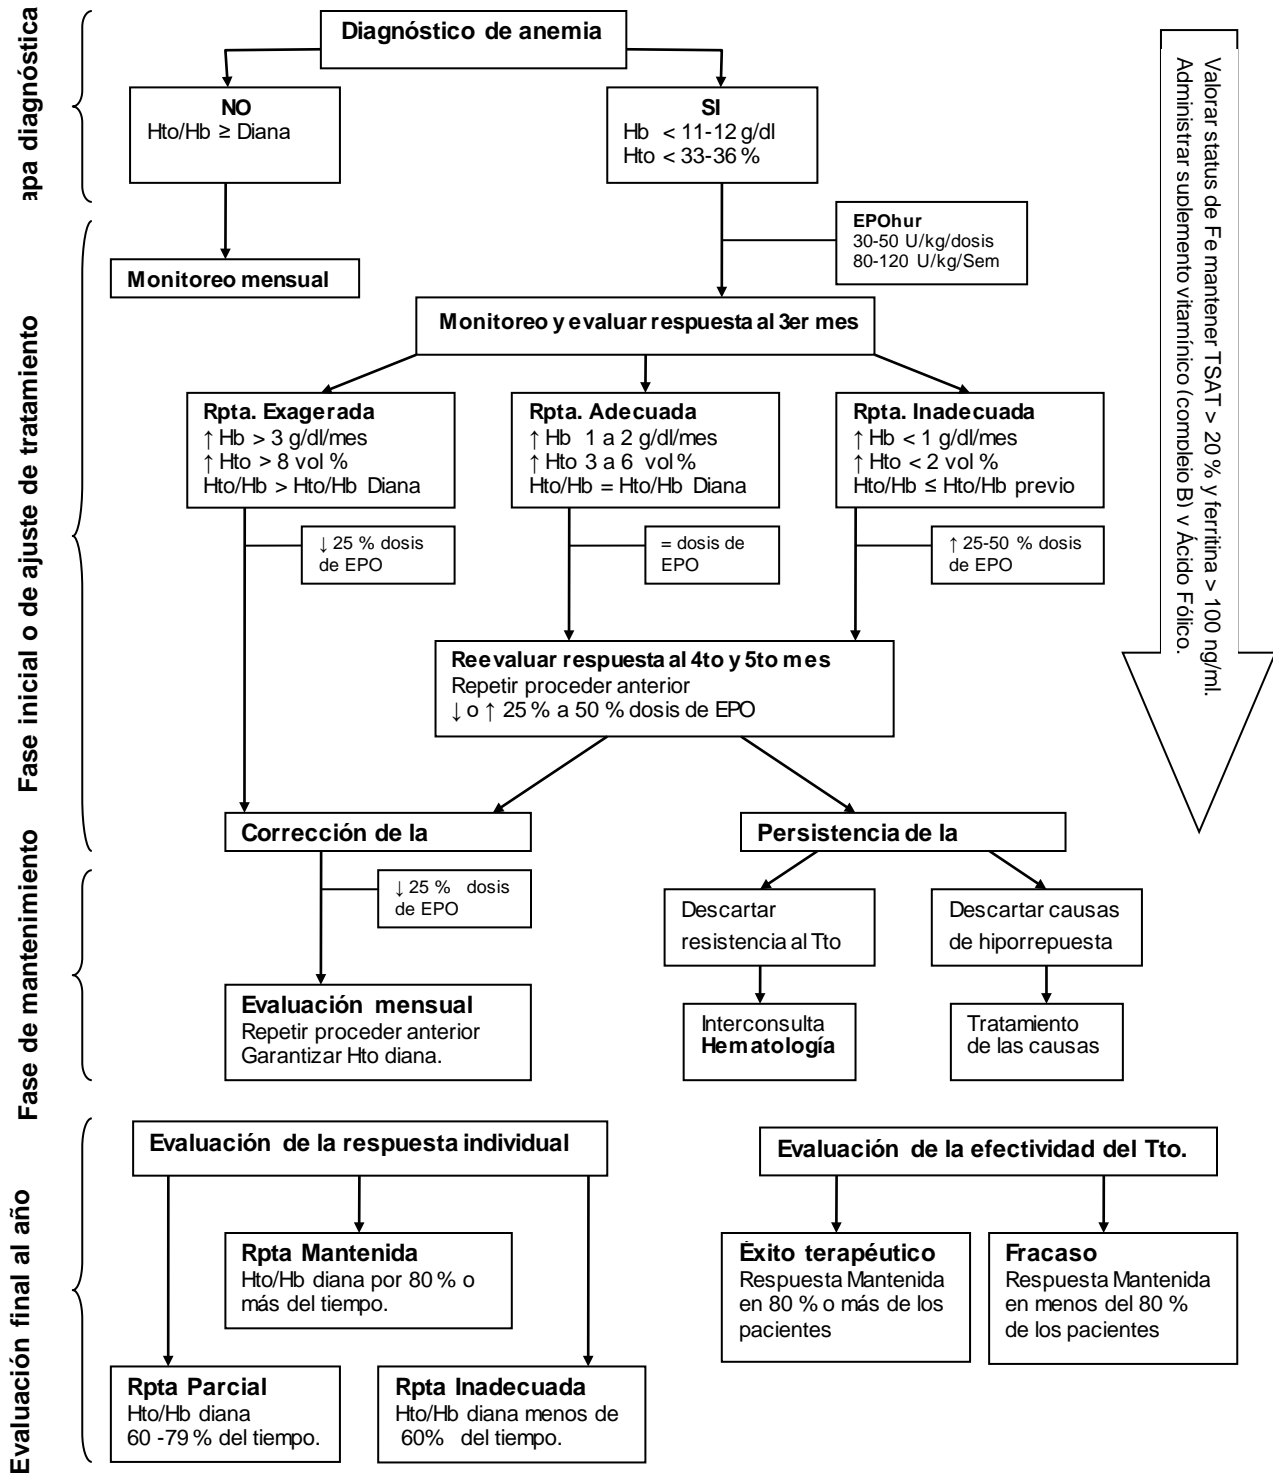 Diagnóstico de anemia
NO
Hto/Hb ≥ Diana
SI
Hb < 11-12 g/dl
Hto < 33-36 %
EPOhur
30-50 U/kg/dosis
80-120 U/kg/Sem
Monitoreo mensual
Monitoreo y evaluar respuesta al 3er mes
Rpta. Exagerada
↑ Hb > 3 g/dl/mes
↑ Hto > 8 vol %
Hto/Hb > Hto/Hb Diana
Rpta. Adecuada
↑ Hb 1 a 2 g/dl/mes
↑ Hto 3 a 6 vol %
Hto/Hb = Hto/Hb Diana
Rpta. Inadecuada
↑ Hb < 1 g/dl/mes
↑ Hto < 2 vol %
Hto/Hb ≤ Hto/Hb previo
↓ 25 % dosis
de EPO
= dosis de
EPO
↑ 25-50 % dosis
de EPO
Reevaluar respuesta al 4to y 5to mes
Repetir proceder anterior
↓ o ↑ 25 % a 50 % dosis de EPO
Corrección de la
Persistencia de la
↓ 25 % dosis
de EPO
Descartar
resistencia al Tto
Descartar causas
de hiporrepuesta
Evaluación mensual
Repetir proceder anterior
Garantizar Hto diana.
Interconsulta
Hematología
Tratamiento
de las causas
Evaluación de la respuesta individual
Evaluación de la efectividad del Tto.
Rpta Mantenida
Hto/Hb diana por 80 % o
más del tiempo.
Éxito terapéutico
Respuesta Mantenida
en 80 % o más de los
pacientes
Fracaso
Respuesta Mantenida
en menos del 80 %
de los pacientes
Rpta Parcial
Hto/Hb diana
60 -79 % del tiempo.
Rpta Inadecuada
Hto/Hb diana menos de
60% del tiempo.
apa diagnóstica
Fase inicial o de ajuste de tratamiento
Fase de mantenimiento
Evaluación final al año
Valorar status de Fe mantener TSAT > 20 % y ferritina > 100 ng/ml.
Administrar suplemento vitamínico (complejo B) y Ácido Fólico.